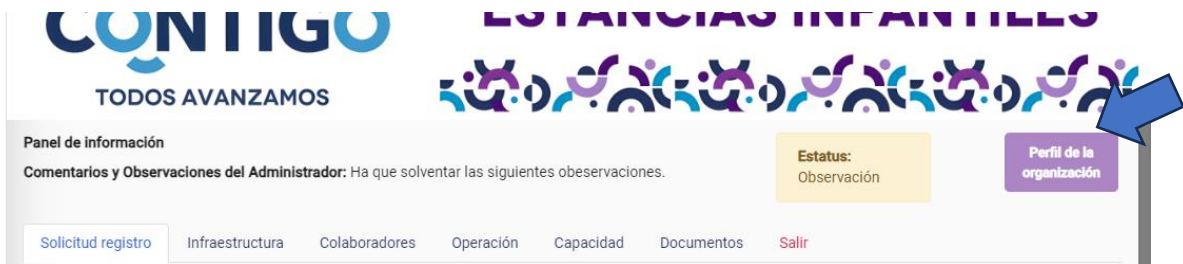 CONTIGO
ESTANCIAS INFANTILES
TODOS AVANZAMOS
Panel de información
Comentarios y Observaciones del Administrador: Ha que solventar las siguientes obeservaciones.
Estatus:
Observación
Perfil de la
organización
Solicitud registro Infraestructura Colaboradores Operación Capacidad Documentos Salir